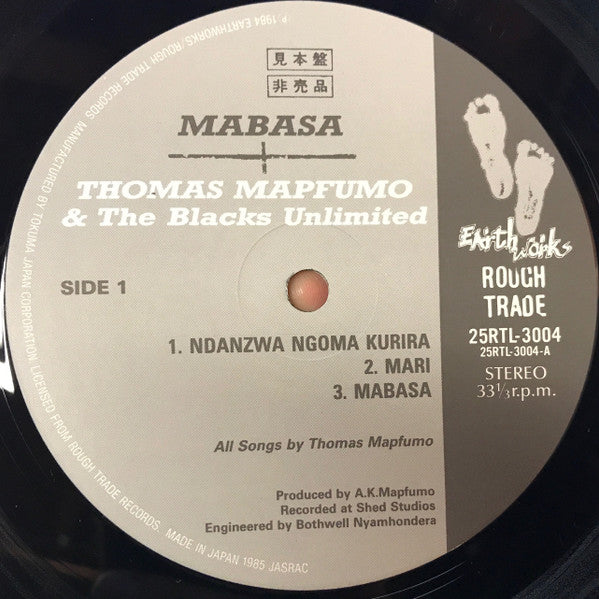 見本盤
非売品
MABASA
THOMAS MAPFUMO
& The Blacks Unlimited
SIDE 1
1. NDANZWA NGOMA KURIRA
2. MARI
3. MABASA
All Songs by Thomas Mapfumo
Produced by A.K.Mapfumo
Recorded at Shed Studios
Engineered by Bothwell Nyamhondera
Earthworks
ROUGH
TRADE
25RTL-3004
25RTL-3004-A
STEREO
33 1/3 r.p.m.
℗ 1984 EARTHWORKS/ROUGH TRADE RECORDS. MANUFACTURED BY TOKUMA JAPAN CORPORATION. LICENSED FROM ROUGH TRADE RECORDS. MADE IN JAPAN 1985 JASRAC